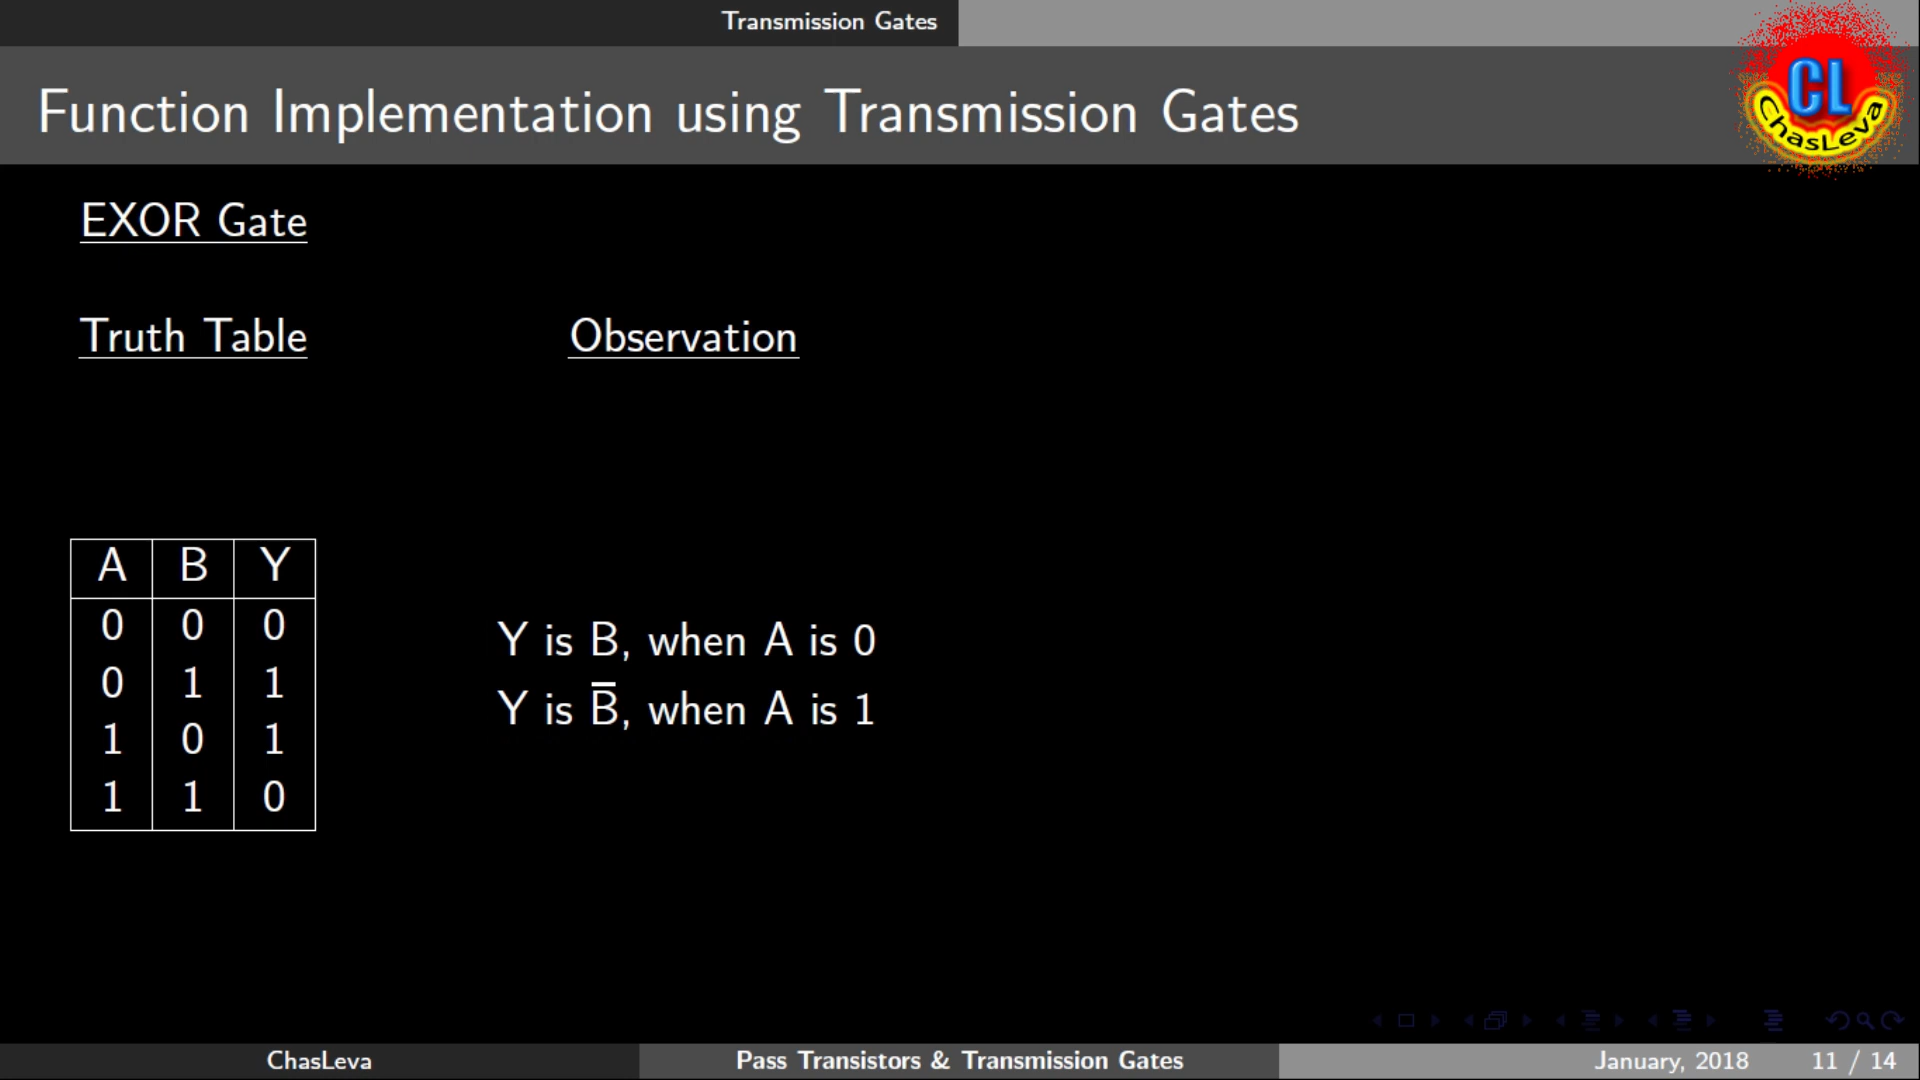 Transmission Gates
Function Implementation using Transmission Gates
CL
ChasLeva
EXOR Gate
Truth Table
Observation
A B Y
0 0 0
0 1 1
1 0 1
1 1 0
Y is B, when A is 0
Y is B̅, when A is 1
ChasLeva
Pass Transistors & Transmission Gates
January, 2018
11 / 14